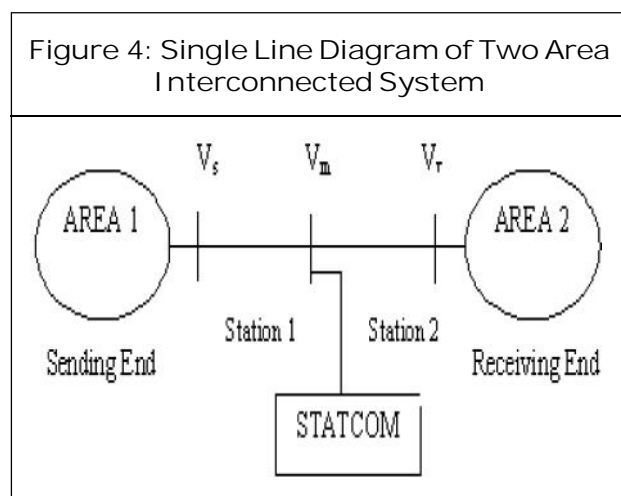 Figure 4: Single Line Diagram of Two Area
Interconnected System
Vs Vm Vr
AREA 1 AREA 2
Station 1 Station 2
Sending End Receiving End
STATCOM